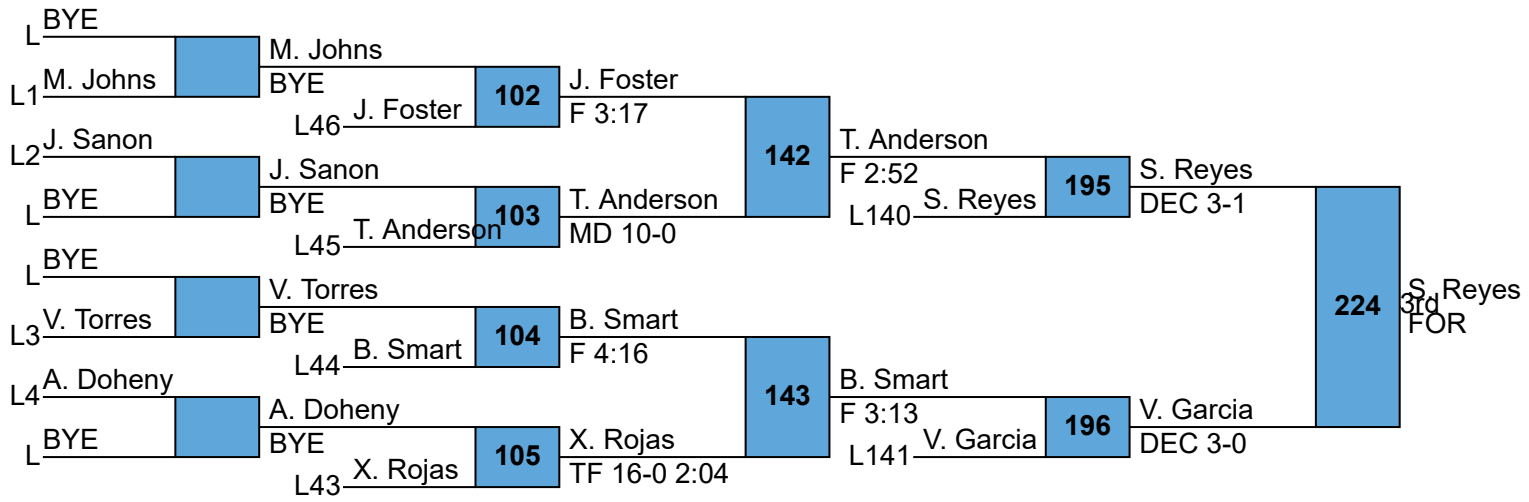 BYE
L
M. Johns
M. Johns
L1
BYE
J. Foster
102
J. Foster
L46
F 3:17
J. Sanon
L2
142
T. Anderson
J. Sanon
F 2:52
195
S. Reyes
BYE
L
BYE
103
T. Anderson
S. Reyes
L140
DEC 3-1
T. Anderson
L45
MD 10-0
BYE
L
V. Torres
224
S. Reyes
3rd
FOR
V. Torres
L3
BYE
104
B. Smart
B. Smart
L44
F 4:16
A. Doheny
L4
143
B. Smart
A. Doheny
F 3:13
196
V. Garcia
BYE
L
BYE
105
X. Rojas
V. Garcia
L141
DEC 3-0
X. Rojas
L43
TF 16-0 2:04